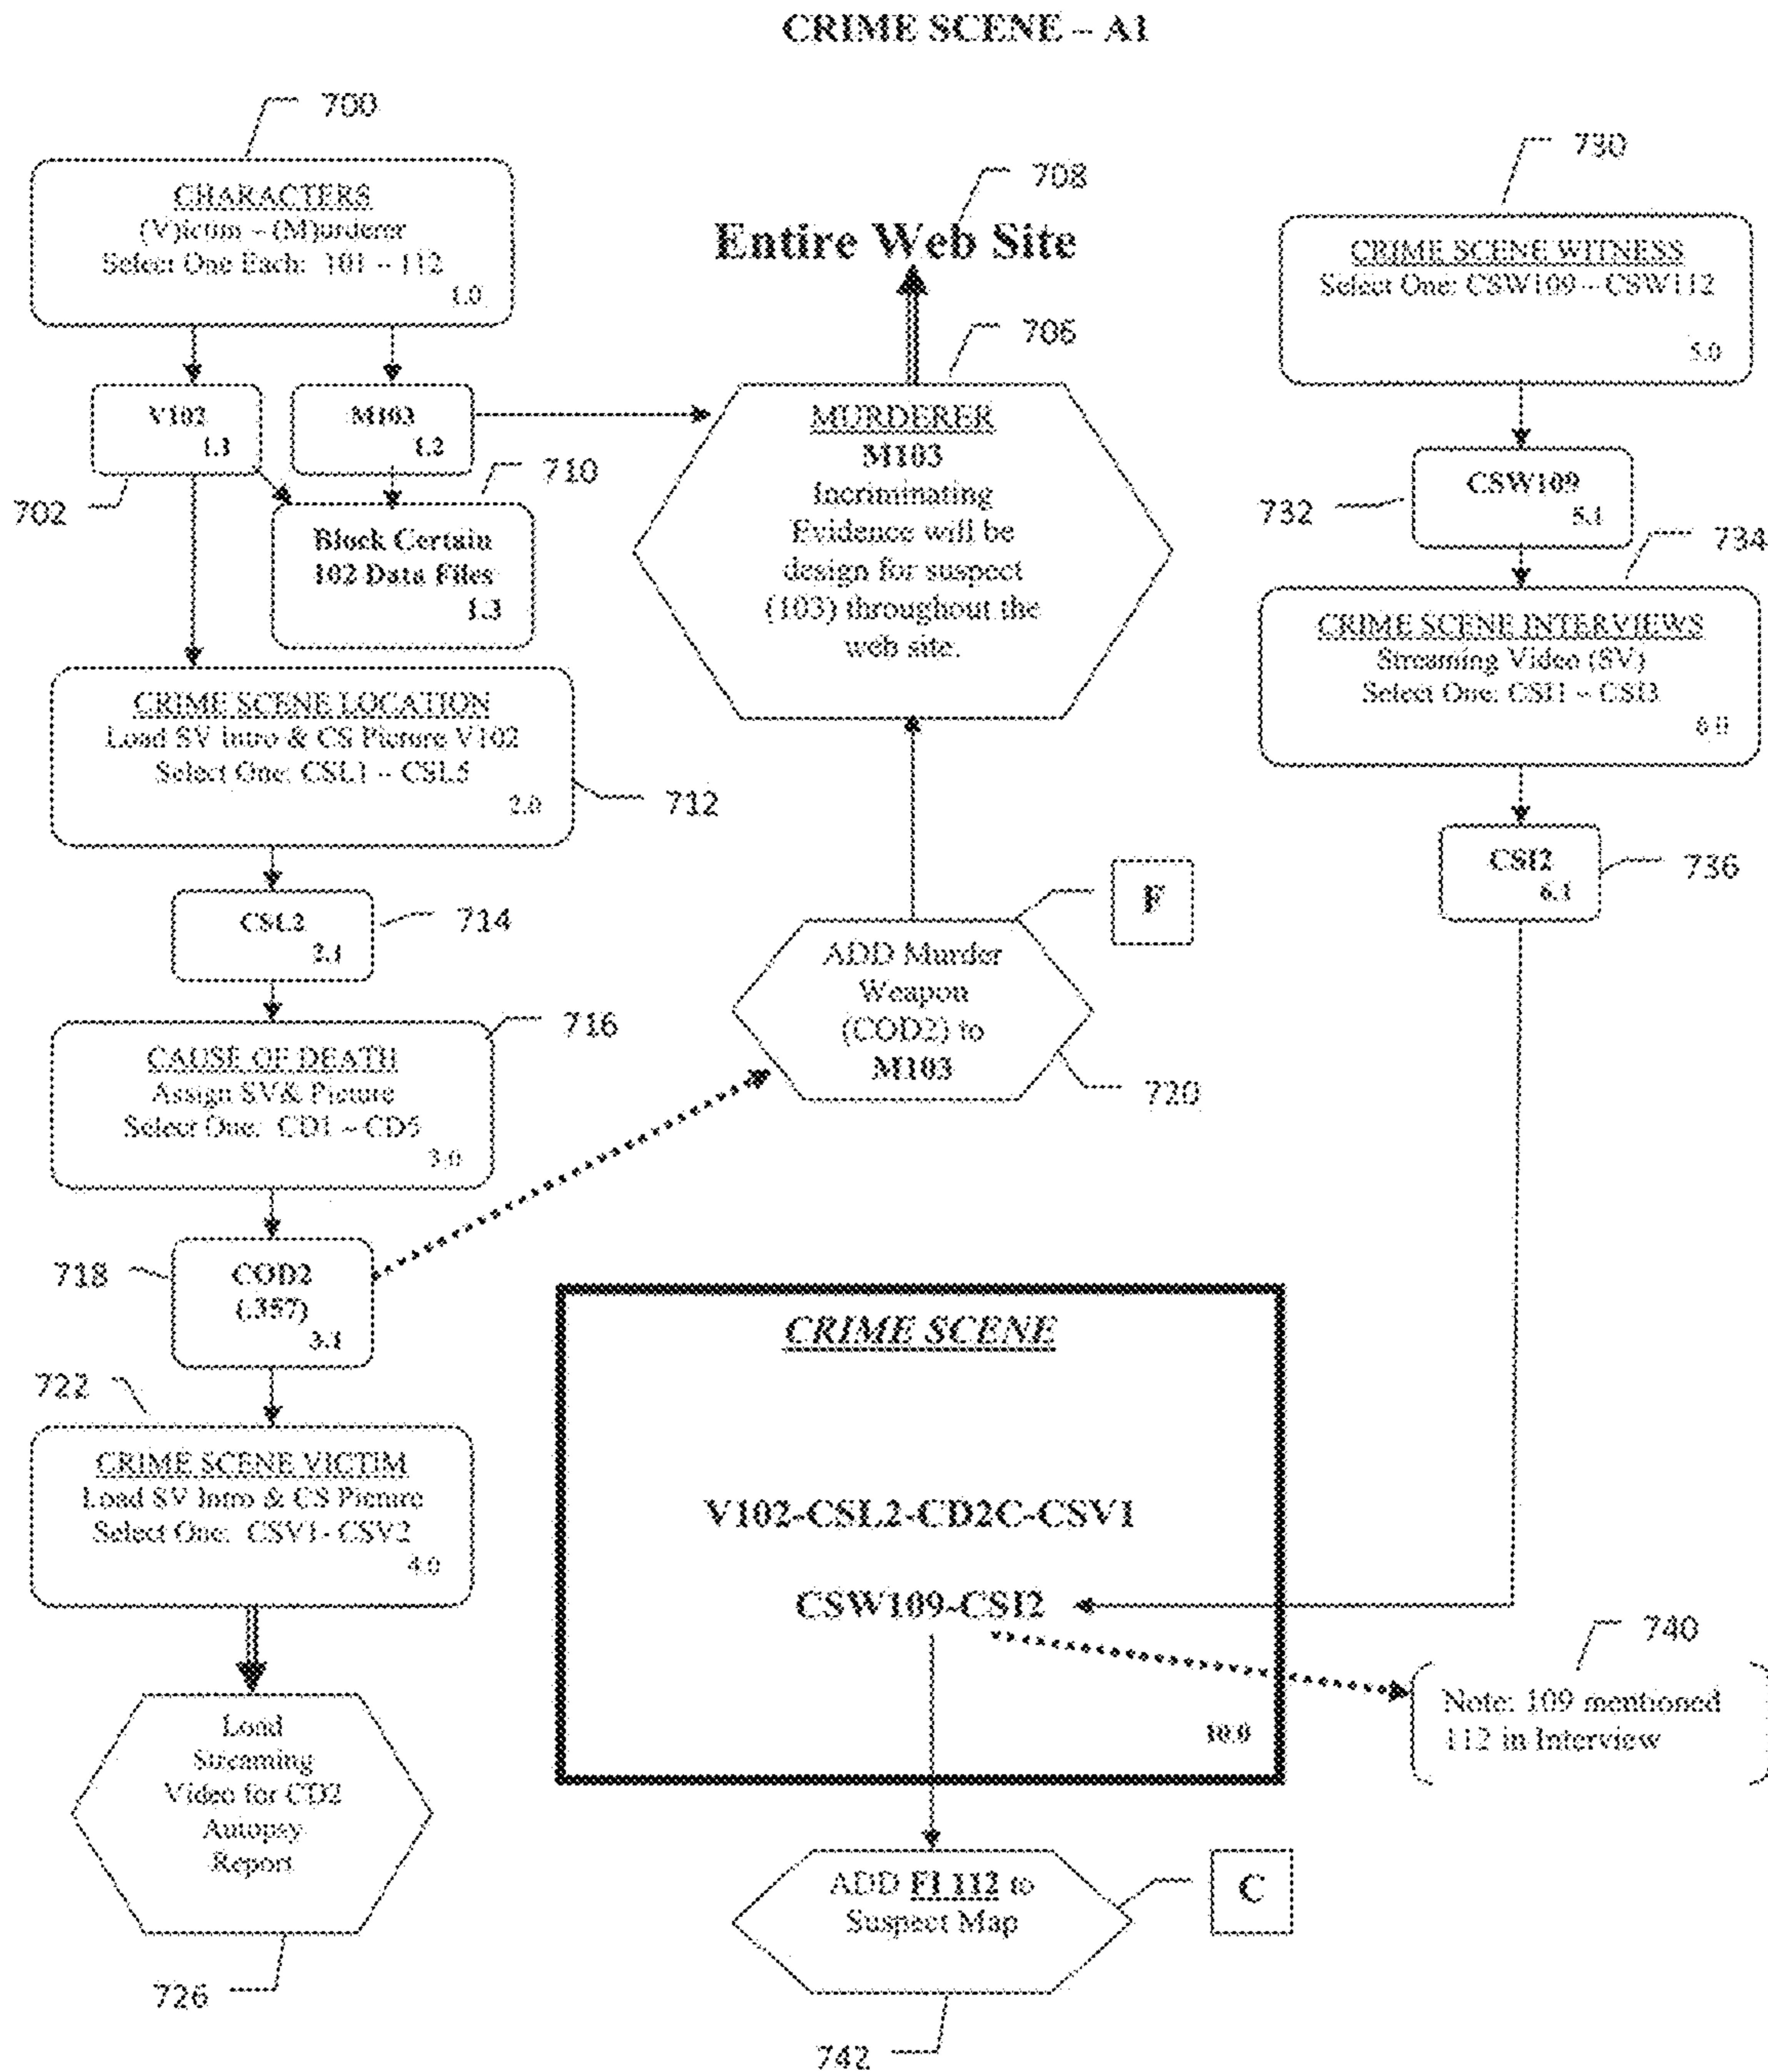 CRIME SCENE – A1
700
CHARACTERS
(V)ictim – (M)urderer
Select One Each: 101 – 112
1.0
V102
1.1
M103
1.2
702
710
Block Certain
102 Data Files
1.3
CRIME SCENE LOCATION
Load SV Intro & CS Picture V102
Select One: CSL1 – CSL5
2.0
712
CSL2
2.1
714
CAUSE OF DEATH
Assign SV& Picture
Select One: CD1 – CD5
3.0
716
COD2
(.357)
3.1
718
722
CRIME SCENE VICTIM
Load SV Intro & CS Picture
Select One: CSV1- CSV2
4.0
Load
Streaming
Video for CD2
Autopsy
Report
726
708
Entire Web Site
706
MURDERER
M103
Incriminating
Evidence will be
design for suspect
(103) throughout the
web site.
F
ADD Murder
Weapon
(COD2) to
M103
720
CRIME SCENE
V102-CSL2-CD2C-CSV1
CSW109-CSI2
10.0
ADD FI 112 to
Suspect Map
C
742
730
CRIME SCENE WITNESS
Select One: CSW109 – CSW112
5.0
CSW109
5.1
732
734
CRIME SCENE INTERVIEWS
Streaming Video (SV)
Select One: CSI1 – CSI3
6.0
CSI2
6.1
736
740
Note: 109 mentioned
112 in Interview